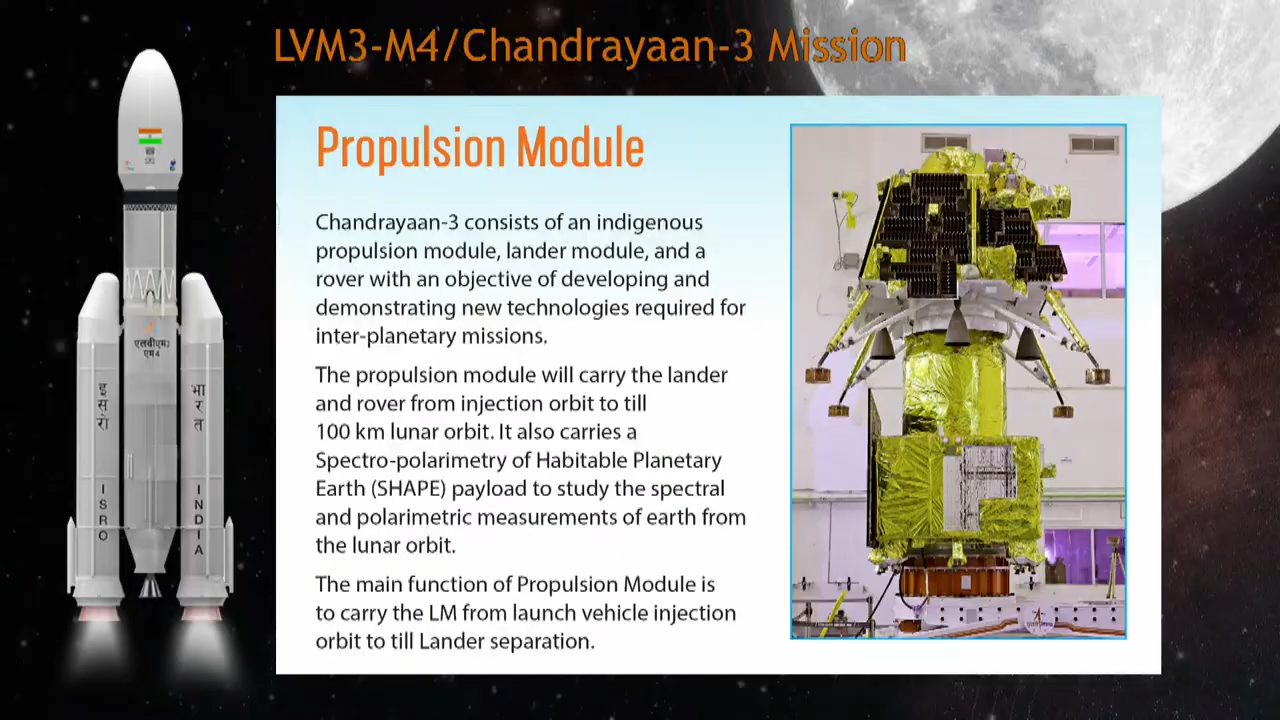 LVM3-M4/Chandrayaan-3 Mission
Propulsion Module
Chandrayaan-3 consists of an indigenous
propulsion module, lander module, and a
rover with an objective of developing and
demonstrating new technologies required for
inter-planetary missions.
The propulsion module will carry the lander
and rover from injection orbit to till
100 km lunar orbit. It also carries a
Spectro-polarimetry of Habitable Planetary
Earth (SHAPE) payload to study the spectral
and polarimetric measurements of earth from
the lunar orbit.
The main function of Propulsion Module is
to carry the LM from launch vehicle injection
orbit to till Lander separation.
एलवीएम3
एम4
इसरो
भारत
ISRO
INDIA